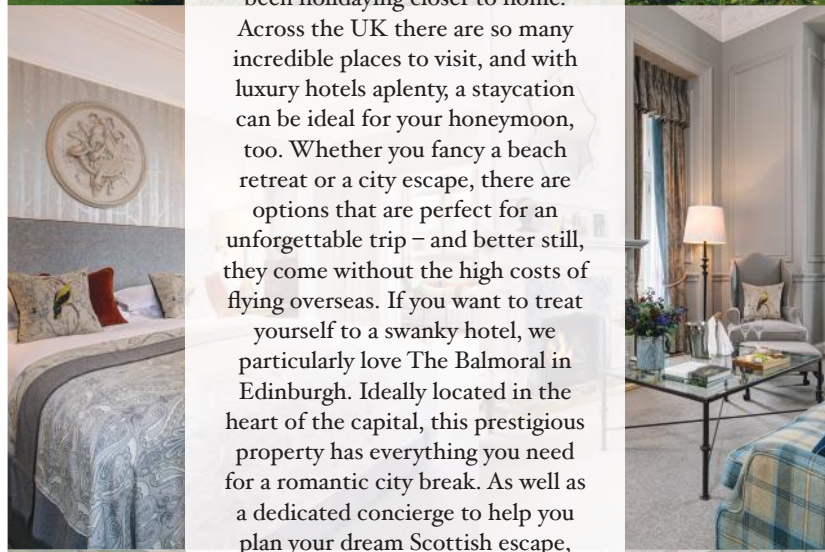 been holidaying closer to home.
Across the UK there are so many
incredible places to visit, and with
luxury hotels aplenty, a staycation
can be ideal for your honeymoon,
too. Whether you fancy a beach
retreat or a city escape, there are
options that are perfect for an
unforgettable trip – and better still,
they come without the high costs of
flying overseas. If you want to treat
yourself to a swanky hotel, we
particularly love The Balmoral in
Edinburgh. Ideally located in the
heart of the capital, this prestigious
property has everything you need
for a romantic city break. As well as
a dedicated concierge to help you
plan your dream Scottish escape,